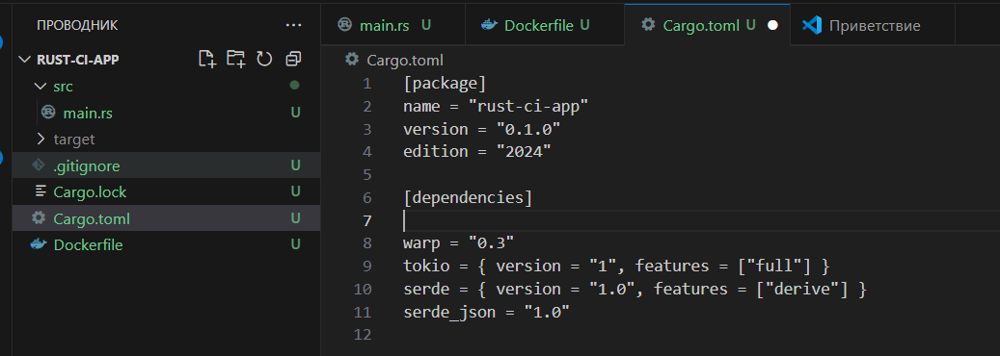 ПРОВОДНИК
RUST-CI-APP
src
main.rs U
target
.gitignore U
Cargo.lock U
Cargo.toml U
Dockerfile U
main.rs U Dockerfile U Cargo.toml U Приветствие
Cargo.toml
1 [package]
2 name = "rust-ci-app"
3 version = "0.1.0"
4 edition = "2024"
5
6 [dependencies]
7
8 warp = "0.3"
9 tokio = { version = "1", features = ["full"] }
10 serde = { version = "1.0", features = ["derive"] }
11 serde_json = "1.0"
12